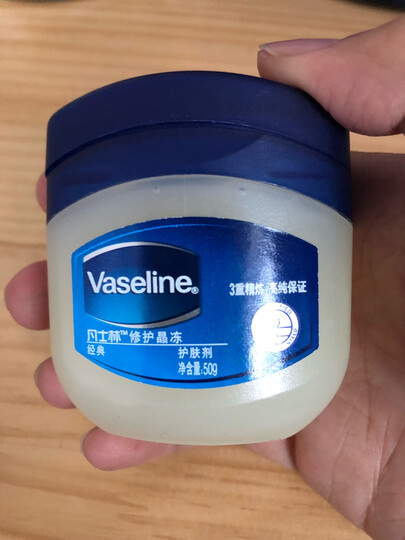 Vaseline®
3重精炼·高纯保证
凡士林™修护晶冻
经典
护肤剂
净含量:50g